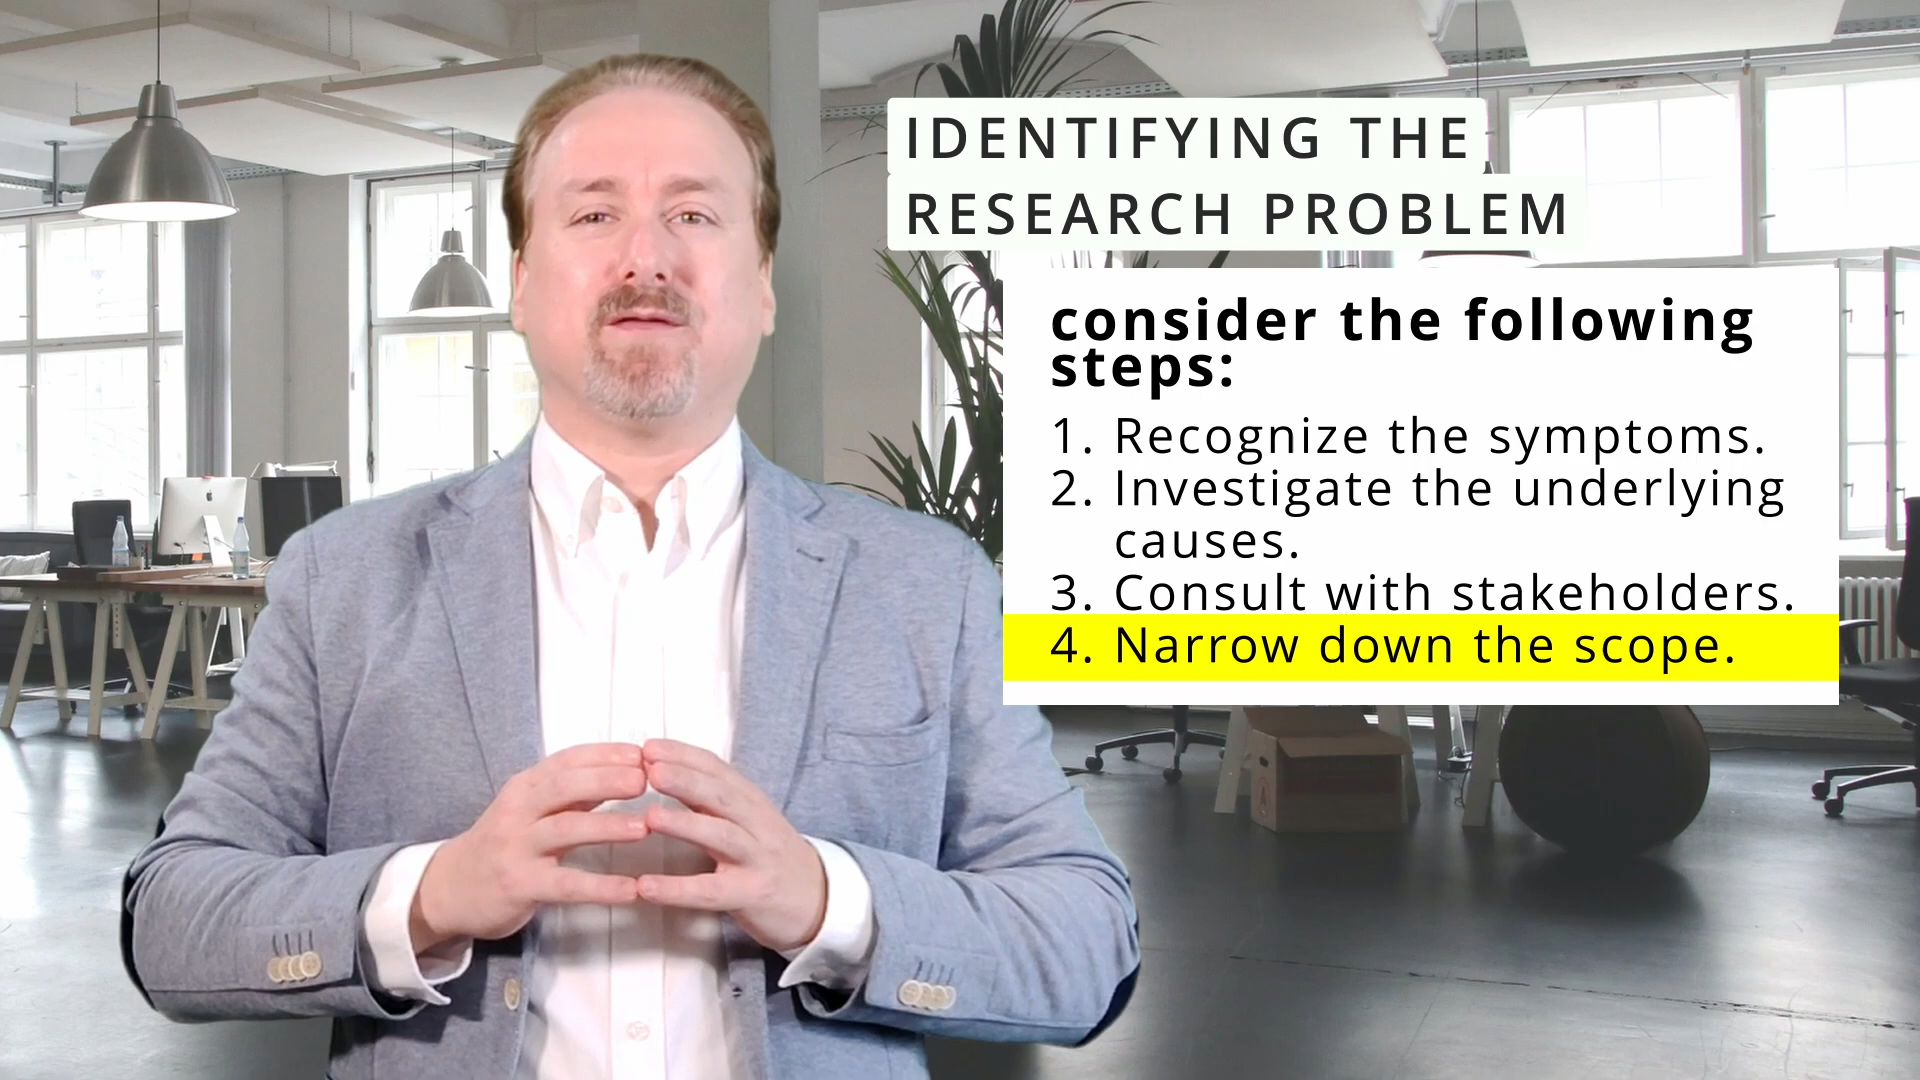 IDENTIFYING THE
RESEARCH PROBLEM
consider the following
steps:
1. Recognize the symptoms.
2. Investigate the underlying
causes.
3. Consult with stakeholders.
4. Narrow down the scope.